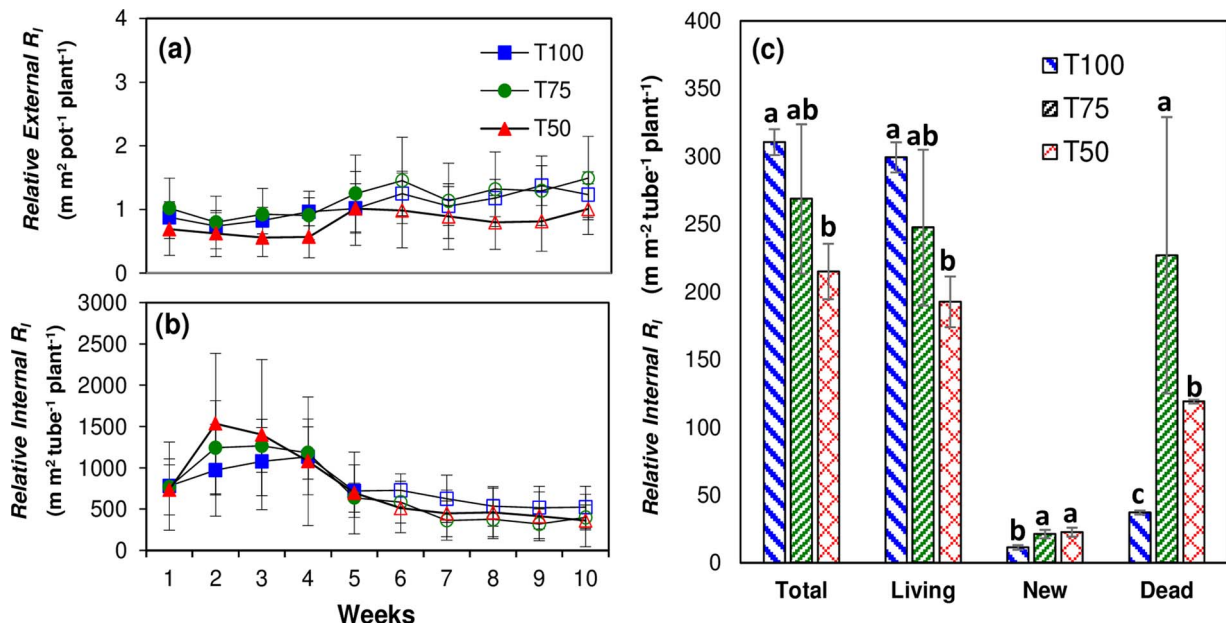 (a)
T100
T75
T50
Relative External Rl
(m m-2 pot-1 plant-1)
4
3
2
1
0
(b)
Relative Internal Rl
(m m-2 tube-1 plant-1)
3000
2500
2000
1500
1000
500
0
1 2 3 4 5 6 7 8 9 10
Weeks
(c)
T100
T75
T50
Relative Internal Rl (m m-2 tube-1 plant-1)
400
350
300
250
200
150
100
50
0
a ab b
a ab b
b a a
c a b
Total Living New Dead